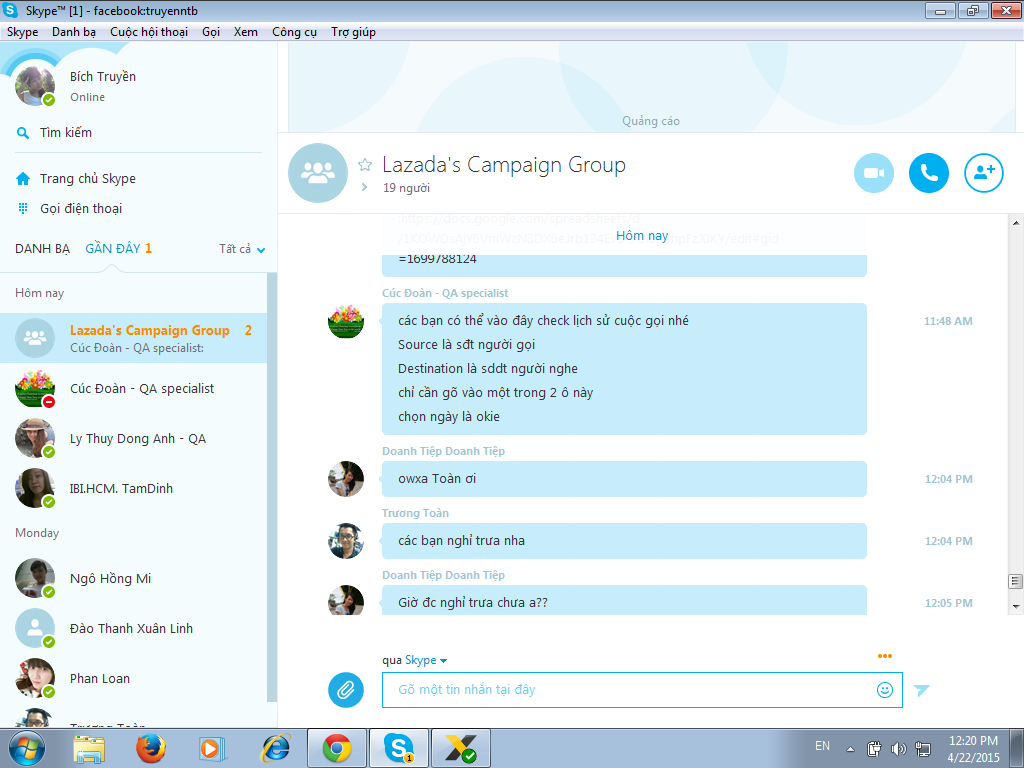 Skype™ [1] - facebook:truyenntb
Skype Danh bạ Cuộc hội thoại Gọi Xem Công cụ Trợ giúp
Bích Truyền
Online
Tìm kiếm
Trang chủ Skype
Gọi điện thoại
DANH BẠ GẦN ĐÂY 1 Tất cả
Hôm nay
Lazada's Campaign Group 2
Cúc Đoàn - QA specialist:
Cúc Đoàn - QA specialist
Ly Thuy Dong Anh - QA
IBI.HCM. TamDinh
Monday
Ngô Hồng Mi
Đào Thanh Xuân Linh
Phan Loan
Trương Toàn
Quảng cáo
Lazada's Campaign Group
19 người
https://docs.google.com/spreadsheets/d
Hôm nay
=1699788124
Cúc Đoàn - QA specialist
các bạn có thể vào đây check lịch sử cuộc gọi nhé 11:48 AM
Source là sđt người gọi
Destination là sddt người nghe
chỉ cần gõ vào một trong 2 ô này
chọn ngày là okie
Doanh Tiệp Doanh Tiệp
owxa Toàn ơi 12:04 PM
Trương Toàn
các bạn nghỉ trưa nha 12:04 PM
Doanh Tiệp Doanh Tiệp
Giờ đc nghỉ trưa chưa a?? 12:05 PM
qua Skype
Gõ một tin nhắn tại đây
1
EN
12:20 PM
4/22/2015